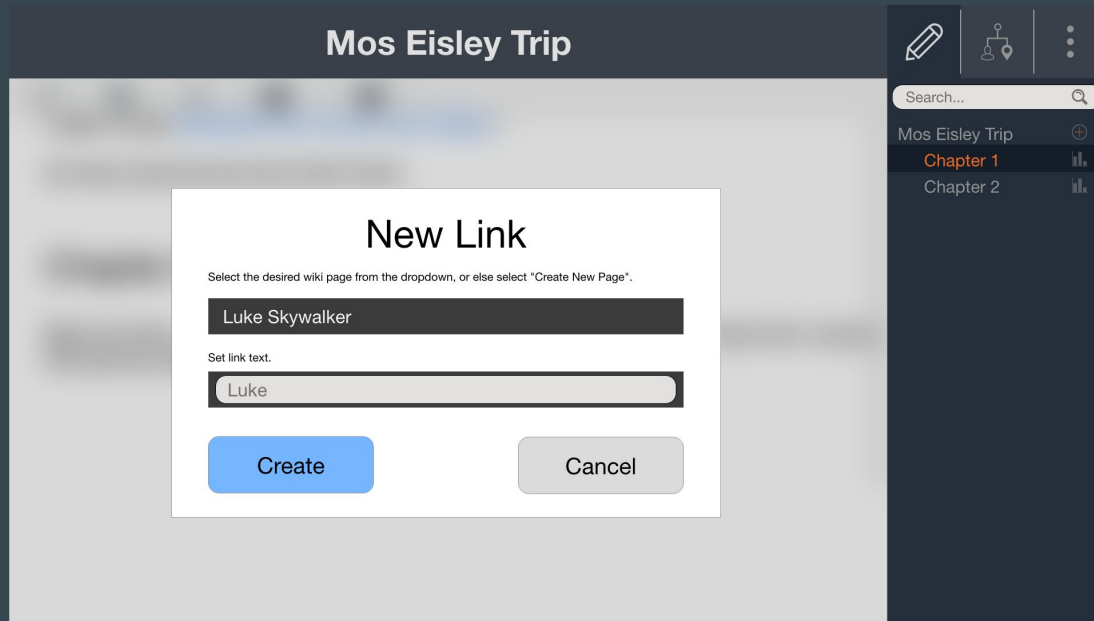 Mos Eisley Trip
Search...
Mos Eisley Trip
Chapter 1
Chapter 2
New Link
Select the desired wiki page from the dropdown, or else select "Create New Page".
Luke Skywalker
Set link text.
Luke
Create
Cancel